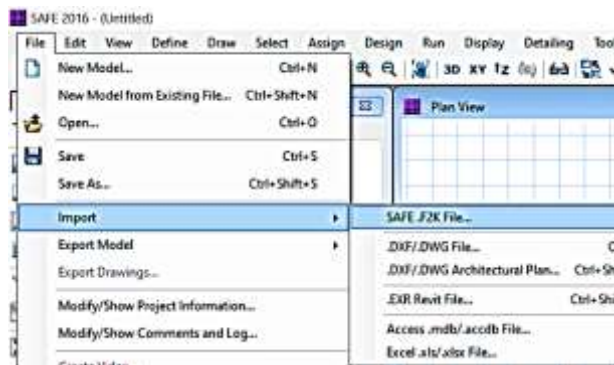 SAFE 2016 - (Untitled)
File Edit View Define Draw Select Assign Design Run Display Detailing
New Model... Ctrl+N
New Model from Existing File... Ctrl+Shift+N
Open... Ctrl+O
Save Ctrl+S
Save As... Ctrl+Shift+S
Import
Export Model
Export Drawings...
Modify/Show Project Information...
Modify/Show Comments and Log...
3D
Plan View
SAFE .F2K File...
.DXF/.DWG File...
.DXF/.DWG Architectural Plan...
.EXR Revit File...
Access .mdb/.accdb File...
Excel .xls/.xlsx File...